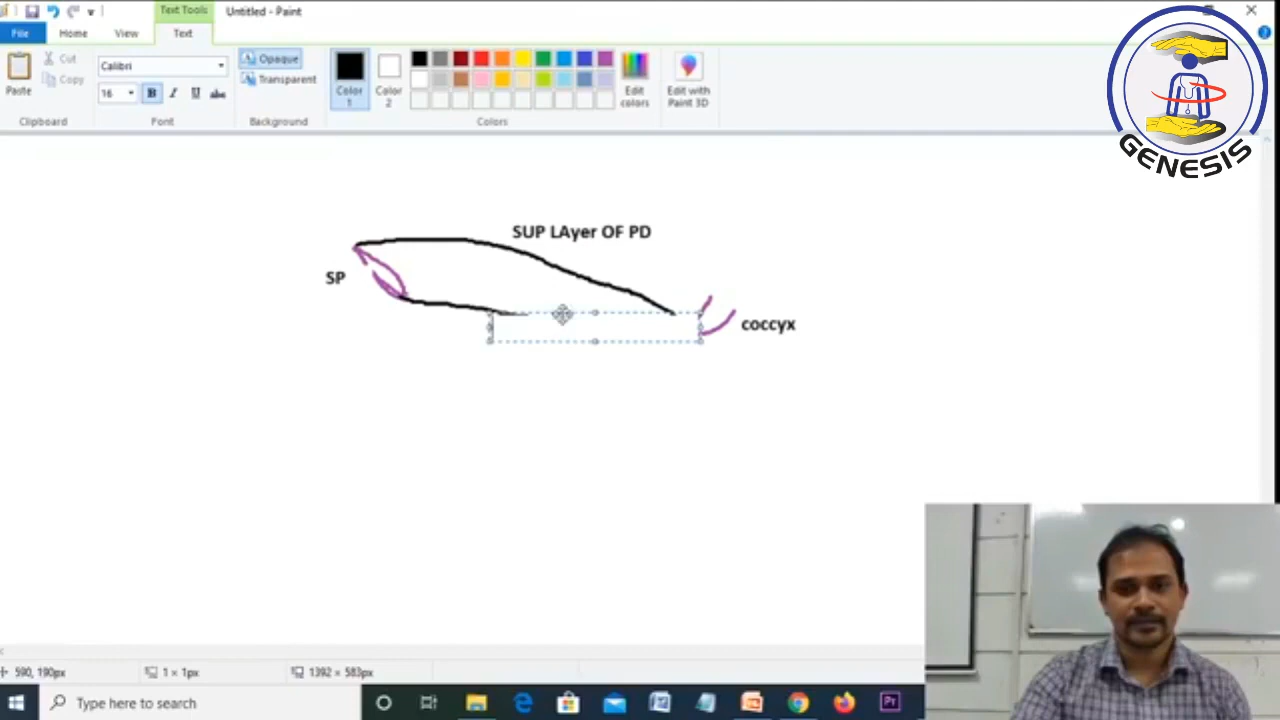 Text Tools
Untitled - Paint
File
Home
View
Text
Paste
Cut
Copy
Calibri
16
B
I
U
abc
Opaque
Transparent
Color 1
Color 2
Edit colors
Edit with Paint 3D
Clipboard
Font
Background
Colors
GENESIS
SUP LAyer OF PD
SP
coccyx
590, 190px
1 × 1px
1392 × 583px
Type here to search
Pr